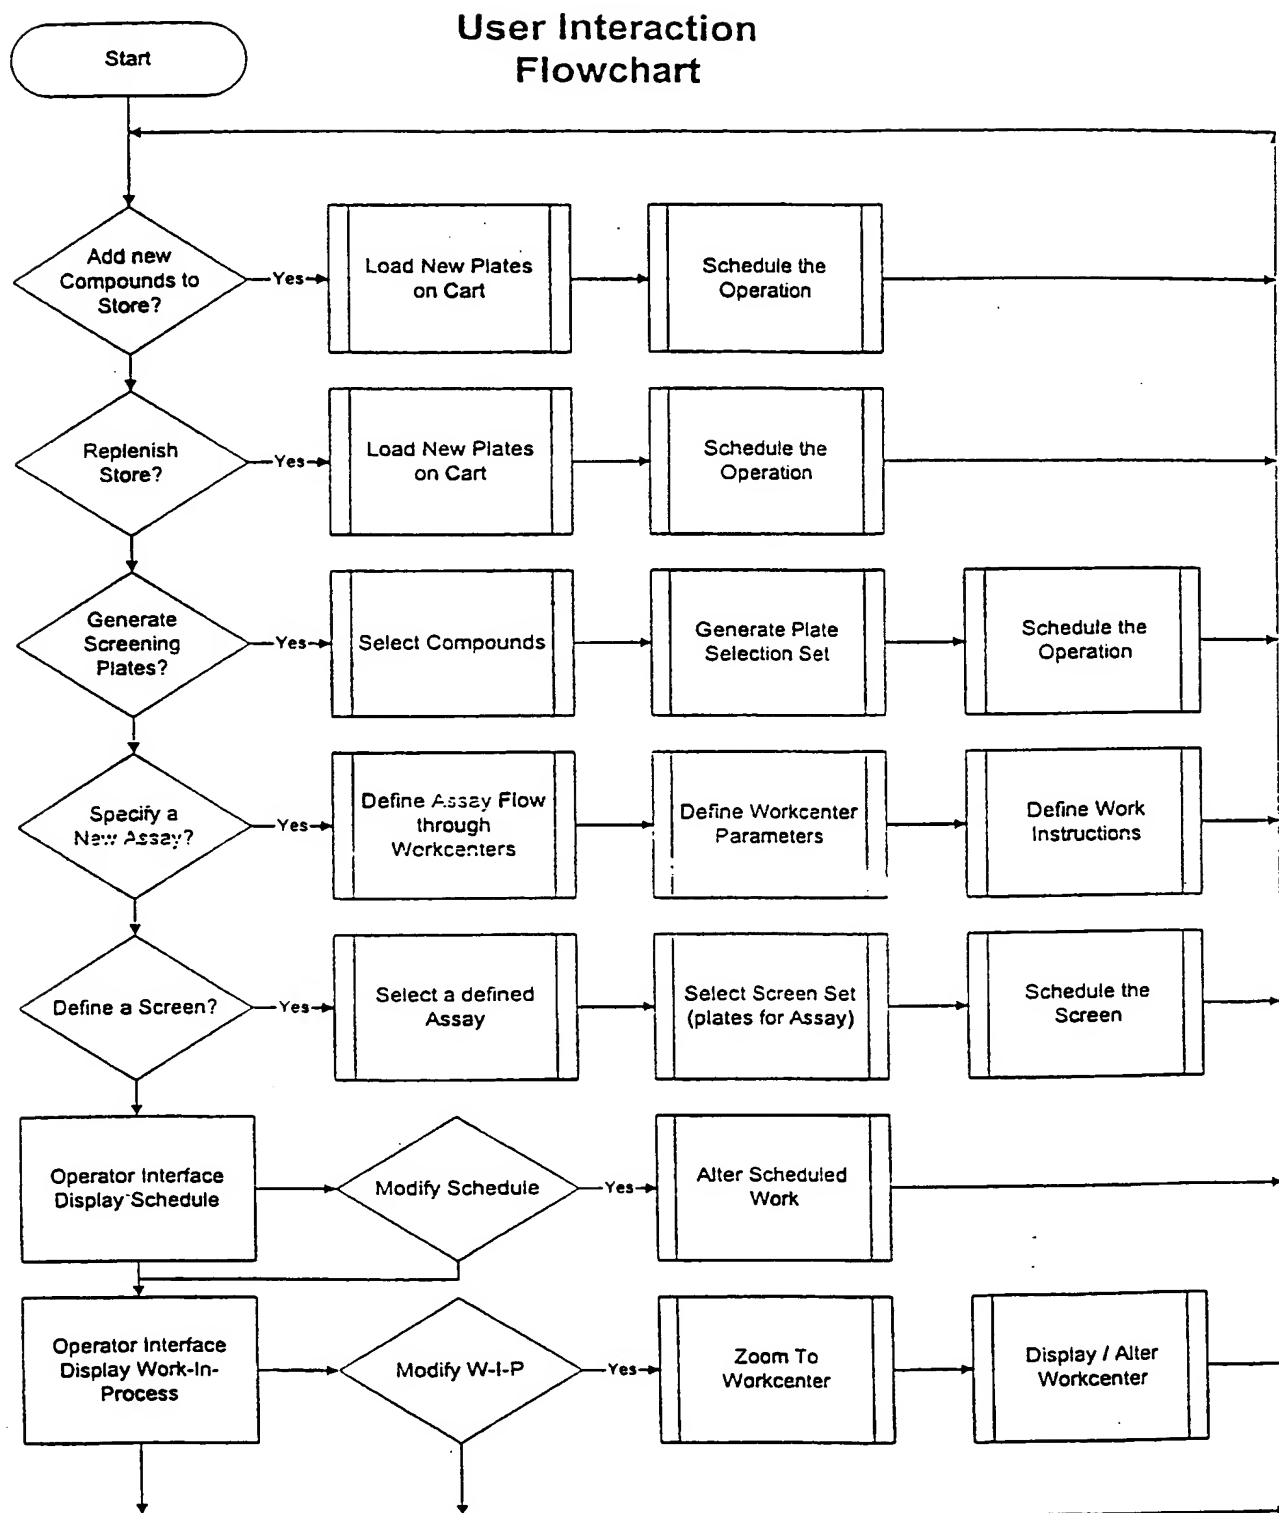 User Interaction
Flowchart
Start
Add new
Compounds to
Store?
Yes
Load New Plates
on Cart
Schedule the
Operation
Replenish
Store?
Yes
Load New Plates
on Cart
Schedule the
Operation
Generate
Screening
Plates?
Yes
Select Compounds
Generate Plate
Selection Set
Schedule the
Operation
Specify a
New Assay?
Yes
Define Assay Flow
through
Workcenters
Define Workcenter
Parameters
Define Work
Instructions
Define a Screen?
Yes
Select a defined
Assay
Select Screen Set
(plates for Assay)
Schedule the
Screen
Operator Interface
Display Schedule
Modify Schedule
Yes
Alter Scheduled
Work
Operator Interface
Display Work-In-
Process
Modify W-I-P
Yes
Zoom To
Workcenter
Display / Alter
Workcenter